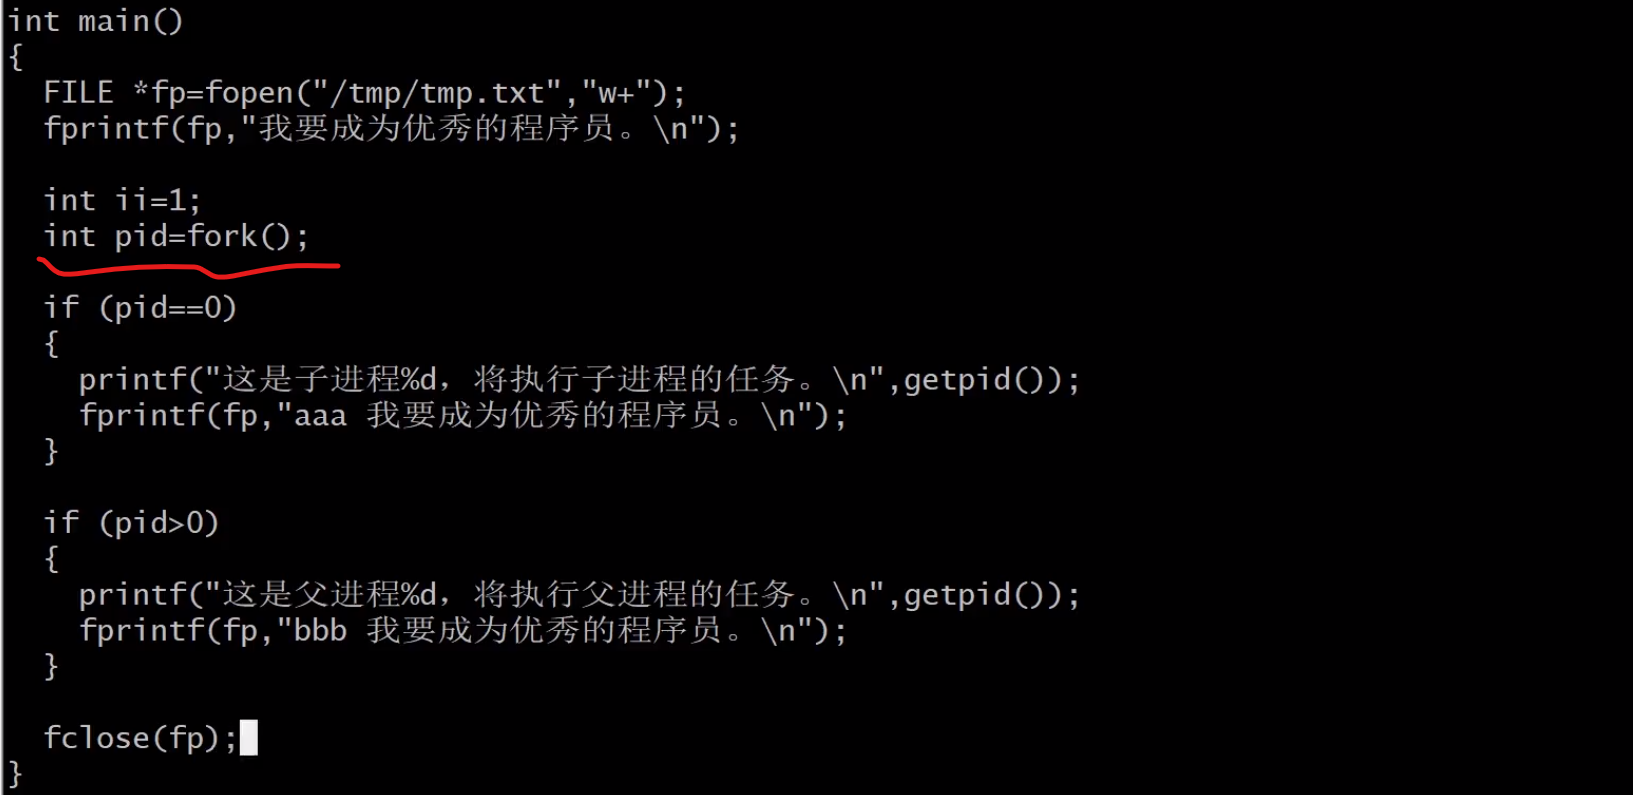 int main()
{
  FILE *fp=fopen("/tmp/tmp.txt","w+");
  fprintf(fp,"我要成为优秀的程序员。\n");
  int ii=1;
  int pid=fork();
  if (pid==0)
  {
    printf("这是子进程%d，将执行子进程的任务。\n",getpid());
    fprintf(fp,"aaa 我要成为优秀的程序员。\n");
  }
  if (pid>0)
  {
    printf("这是父进程%d，将执行父进程的任务。\n",getpid());
    fprintf(fp,"bbb 我要成为优秀的程序员。\n");
  }
  fclose(fp);
}